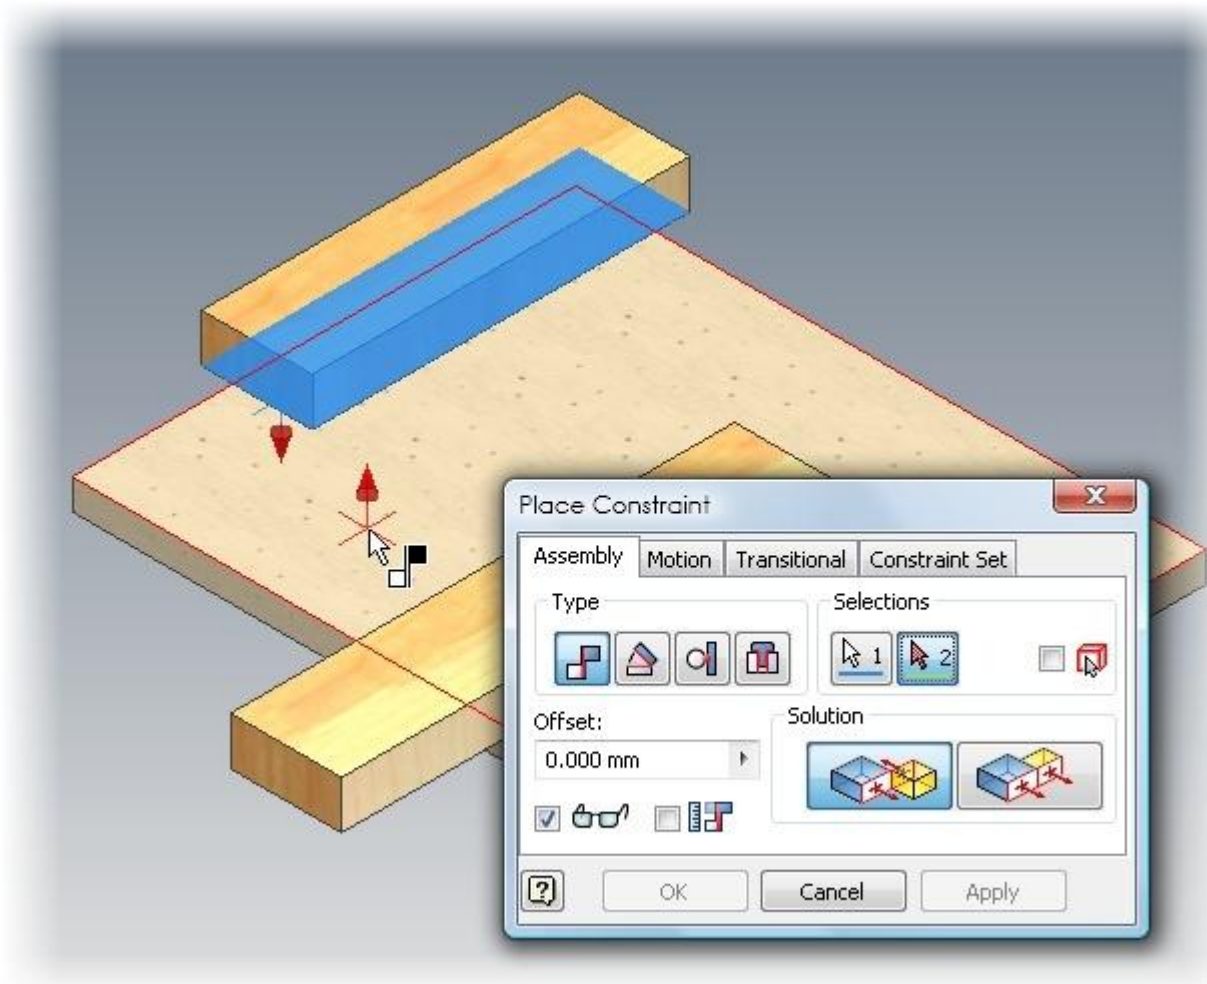 Place Constraint
Assembly Motion Transitional Constraint Set
Type Selections
1 2
Offset: Solution
0.000 mm
? OK Cancel Apply